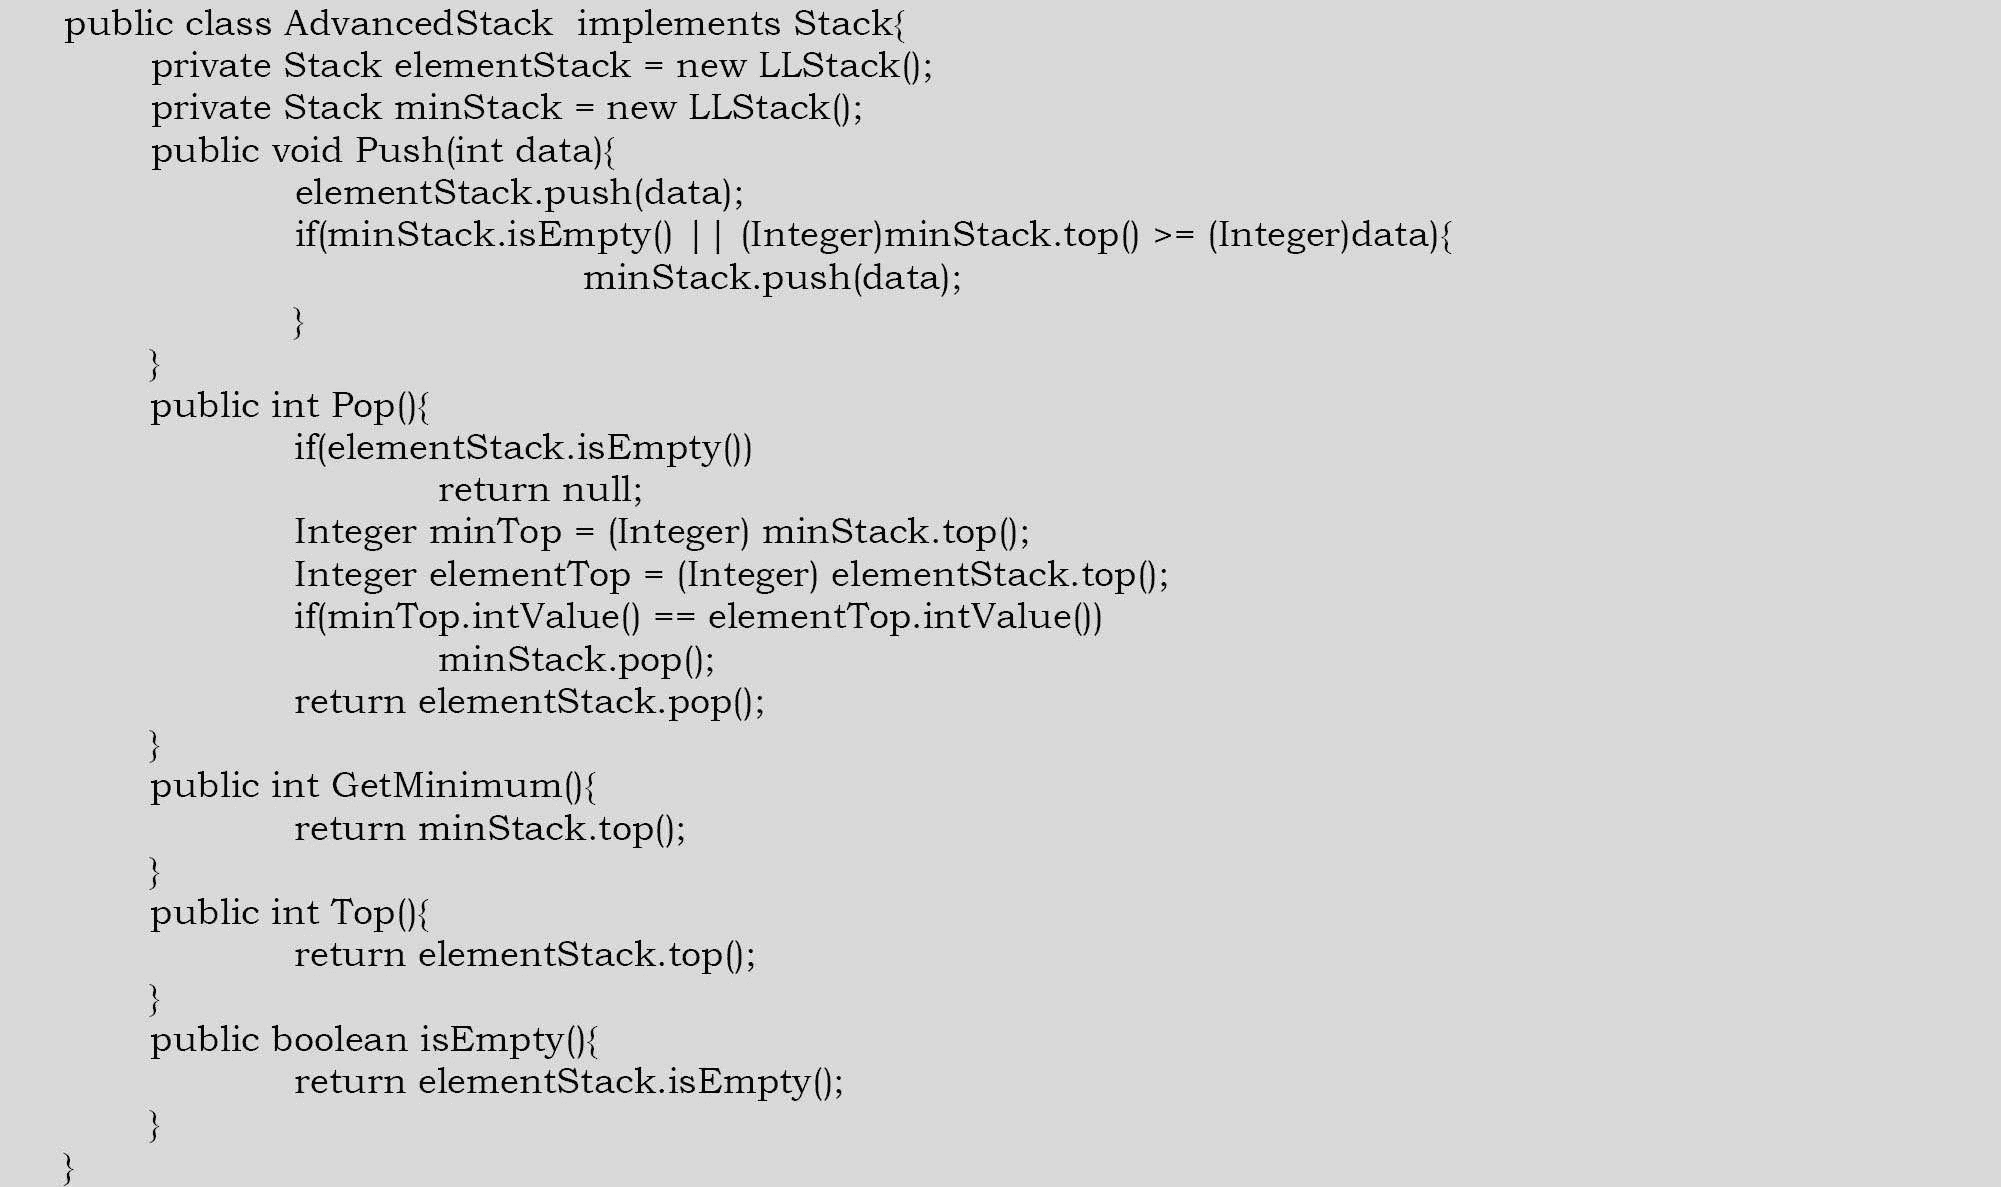 public class AdvancedStack  implements Stack{
private Stack elementStack = new LLStack();
private Stack minStack = new LLStack();
public void Push(int data){
elementStack.push(data);
if(minStack.isEmpty() || (Integer)minStack.top() >= (Integer)data){
minStack.push(data);
}
}
public int Pop(){
if(elementStack.isEmpty())
return null;
Integer minTop = (Integer) minStack.top();
Integer elementTop = (Integer) elementStack.top();
if(minTop.intValue() == elementTop.intValue())
minStack.pop();
return elementStack.pop();
}
public int GetMinimum(){
return minStack.top();
}
public int Top(){
return elementStack.top();
}
public boolean isEmpty(){
return elementStack.isEmpty();
}
}